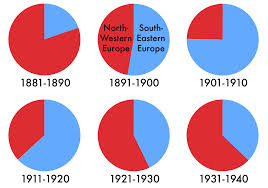 1881-1890
North-
Western
Europe
South-
Eastern
Europe
1891-1900
1901-1910
1911-1920
1921-1930
1931-1940